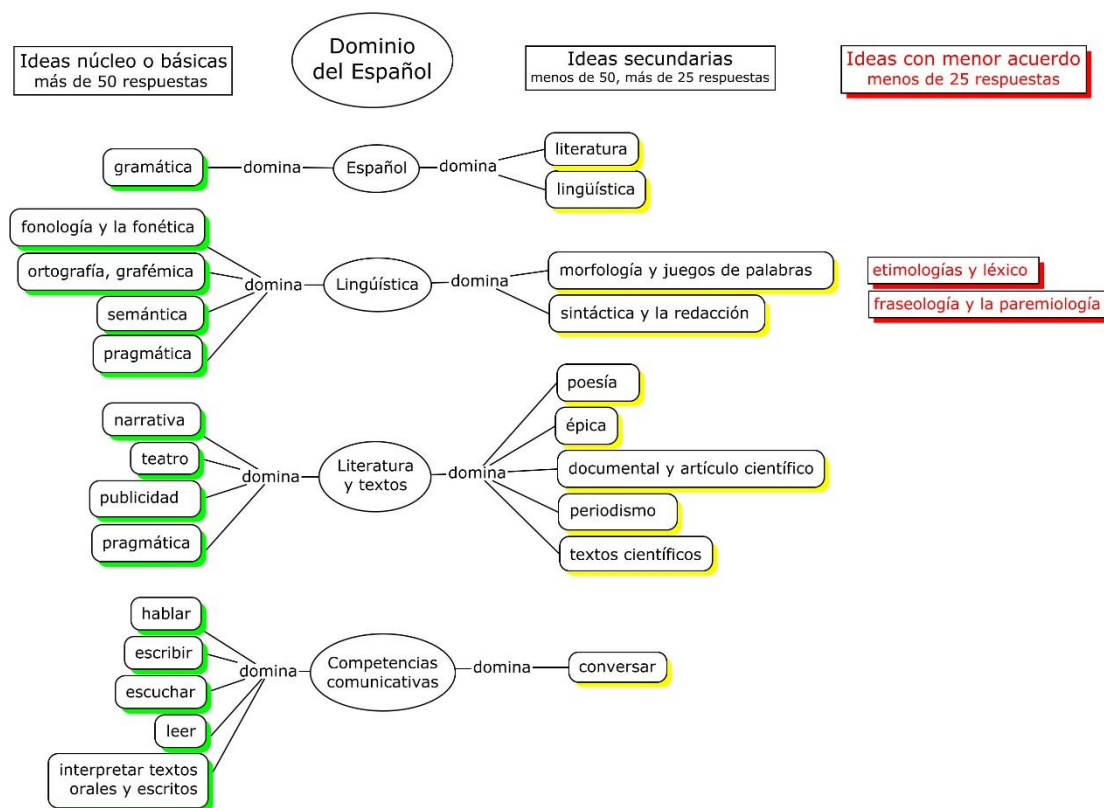 Ideas núcleo o básicas
más de 50 respuestas
Dominio
del Español
Ideas secundarias
menos de 50, más de 25 respuestas
Ideas con menor acuerdo
menos de 25 respuestas
gramática
domina
Español
domina
literatura
lingüística
fonología y la fonética
ortografía, grafémica
semántica
pragmática
domina
Lingúística
domina
morfología y juegos de palabras
sintáctica y la redacción
etimologías y léxico
fraseología y la paremiología
narrativa
teatro
publicidad
pragmática
domina
Literatura
y textos
domina
poesía
épica
documental y artículo científico
periodismo
textos científicos
hablar
escribir
escuchar
leer
interpretar textos
orales y escritos
domina
Competencias
comunicativas
domina
conversar